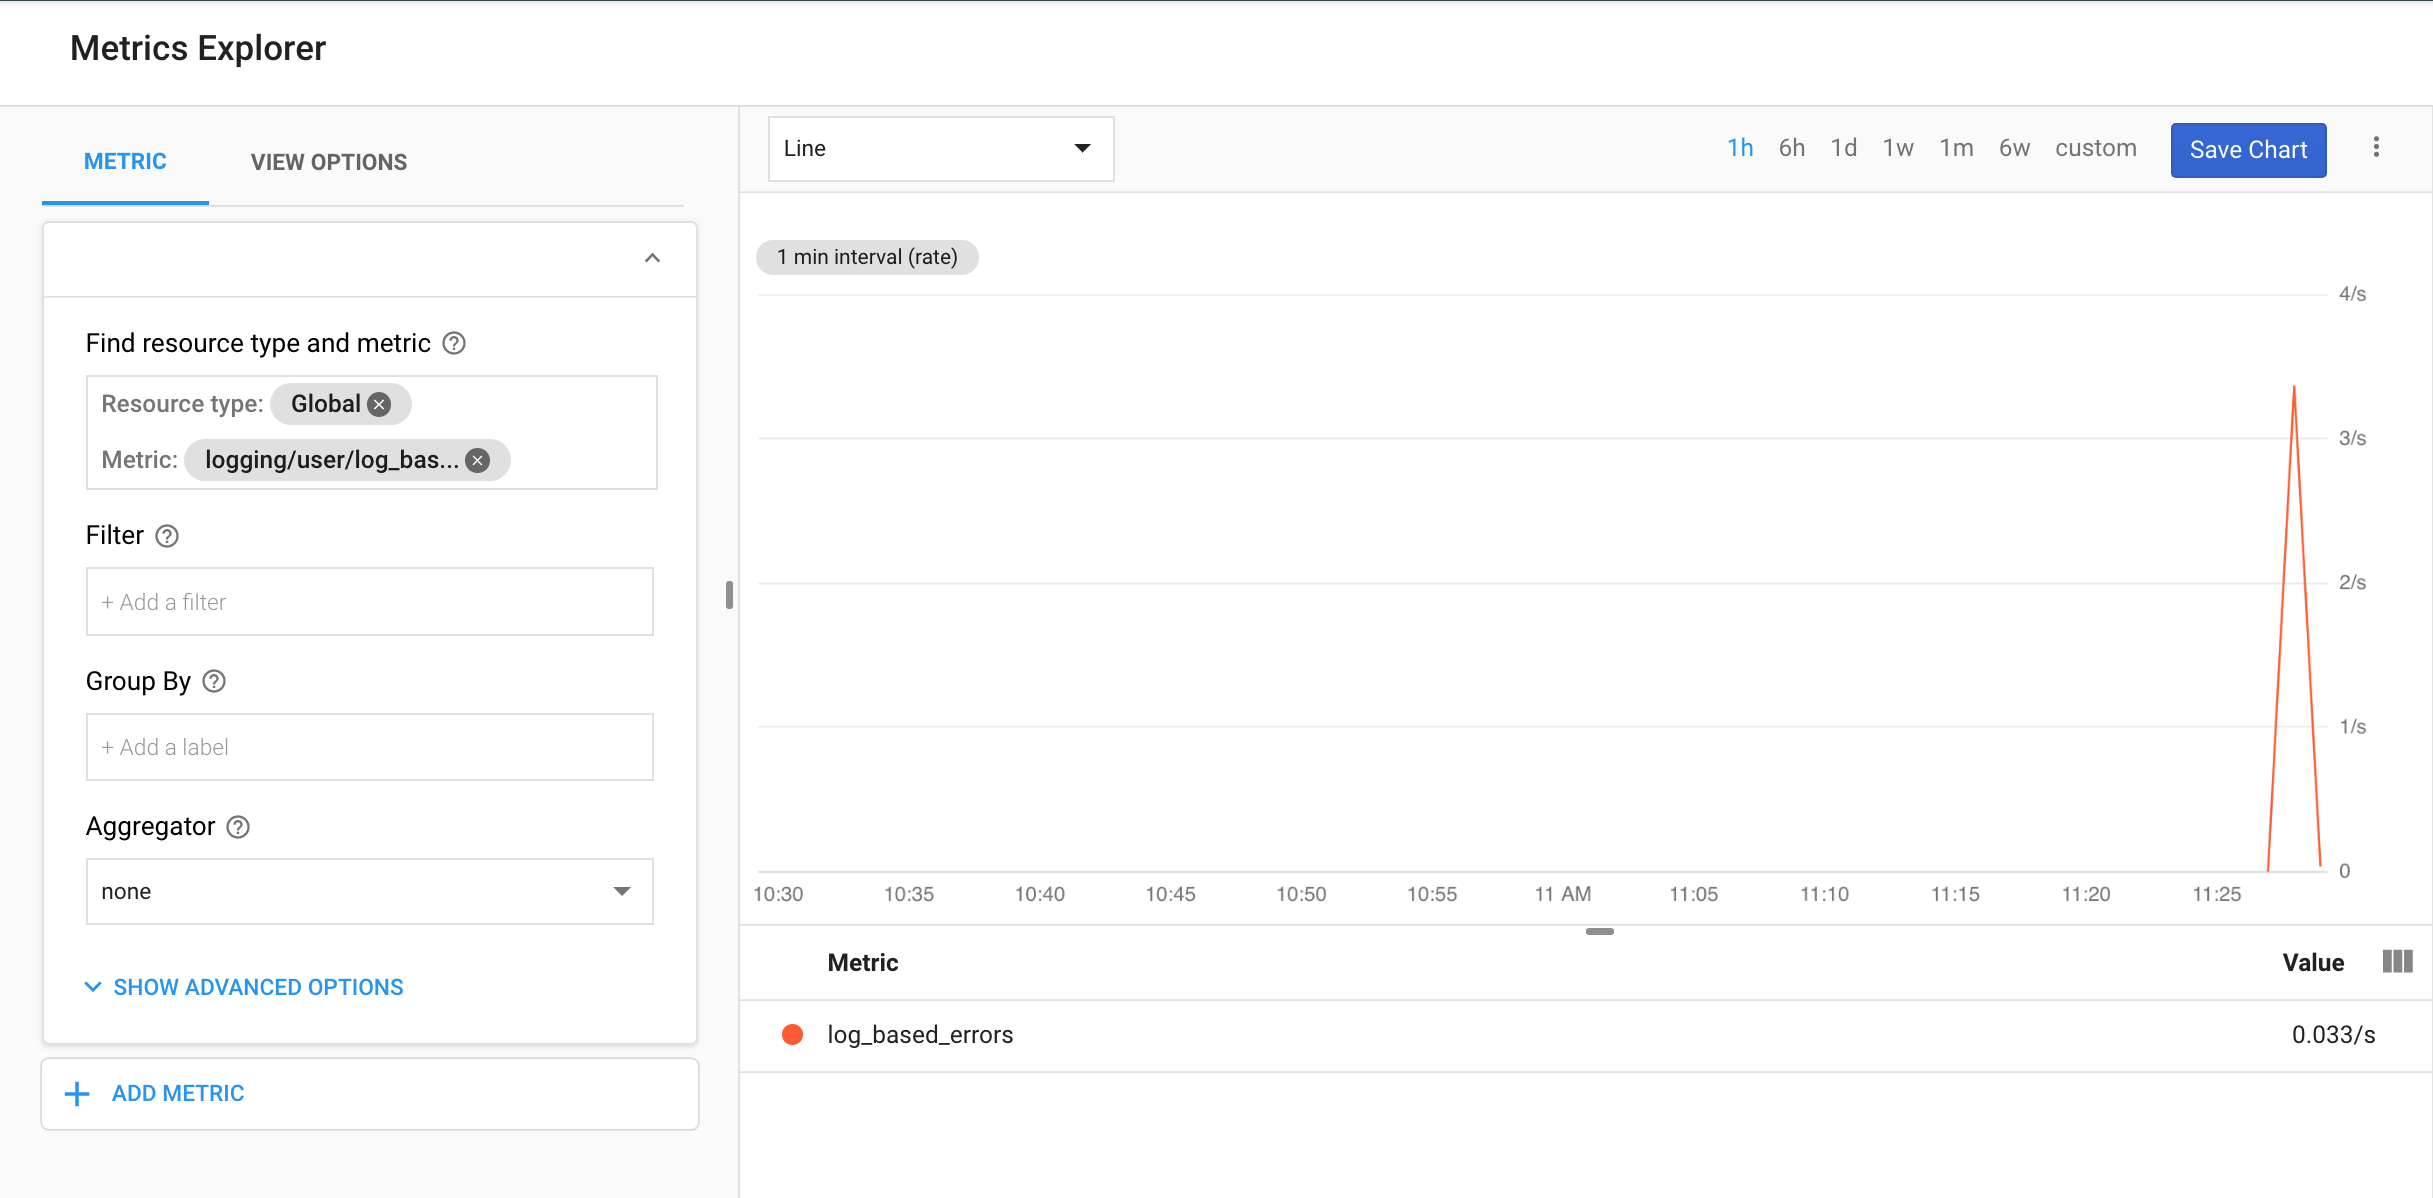 Metrics Explorer
METRIC VIEW OPTIONS
Find resource type and metric
Resource type: Global
Metric: logging/user/log_bas...
Filter
+ Add a filter
Group By
+ Add a label
Aggregator
none
SHOW ADVANCED OPTIONS
ADD METRIC
Line
1h 6h 1d 1w 1m 6w custom Save Chart
1 min interval (rate)
4/s
3/s
2/s
1/s
0
10:30 10:35 10:40 10:45 10:50 10:55 11 AM 11:05 11:10 11:15 11:20 11:25
Metric Value
log_based_errors 0.033/s